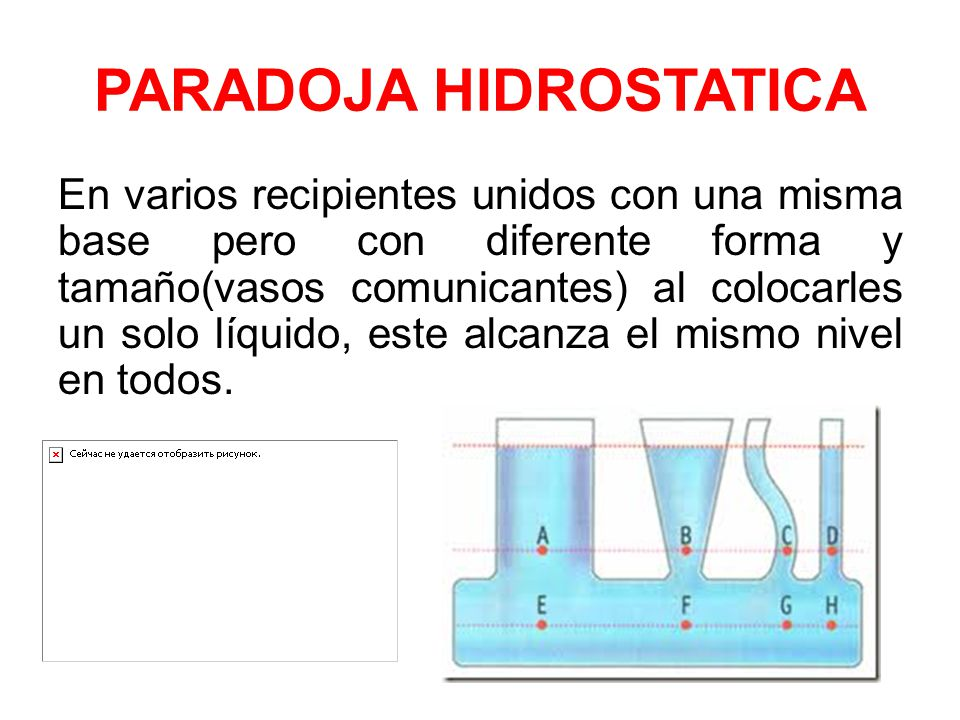 PARADOJA HIDROSTATICA
En varios recipientes unidos con una misma
base pero con diferente forma y
tamaño(vasos comunicantes) al colocarles
un solo líquido, este alcanza el mismo nivel
en todos.
Сейчас не удается отобразить рисунок.
A B C D
E F G H